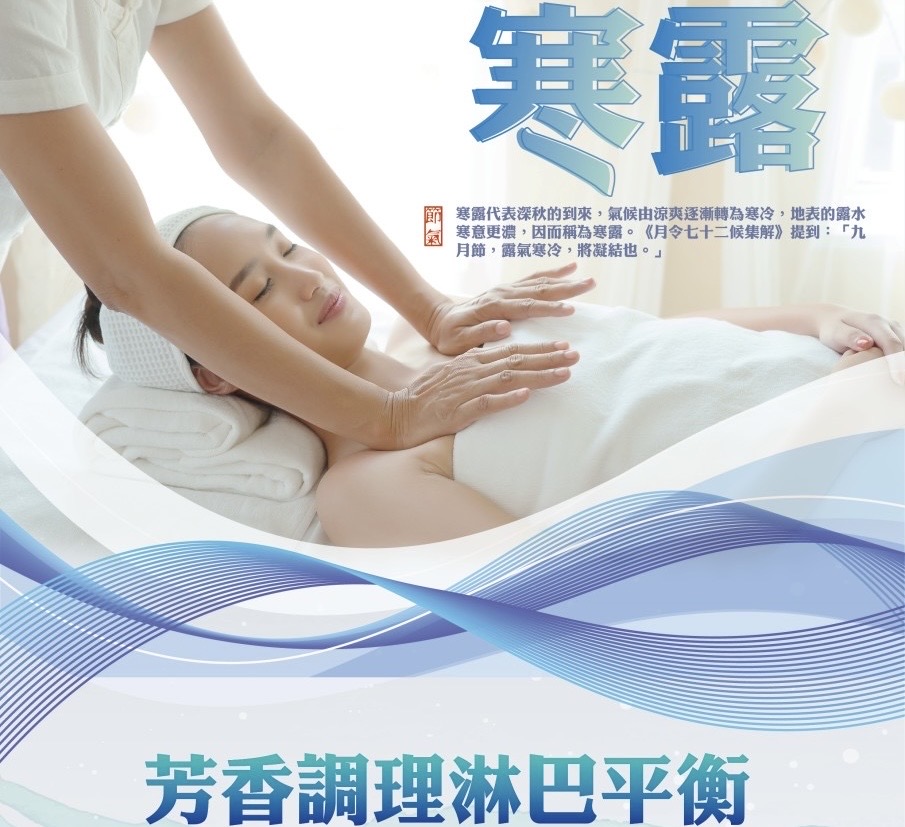 寒露
節氣
寒露代表深秋的到來，氣候由涼爽逐漸轉為寒冷，地表的露水
寒意更濃，因而稱為寒露。《月令七十二候集解》提到：「九
月節，露氣寒冷，將凝結也。」
芳香調理淋巴平衡